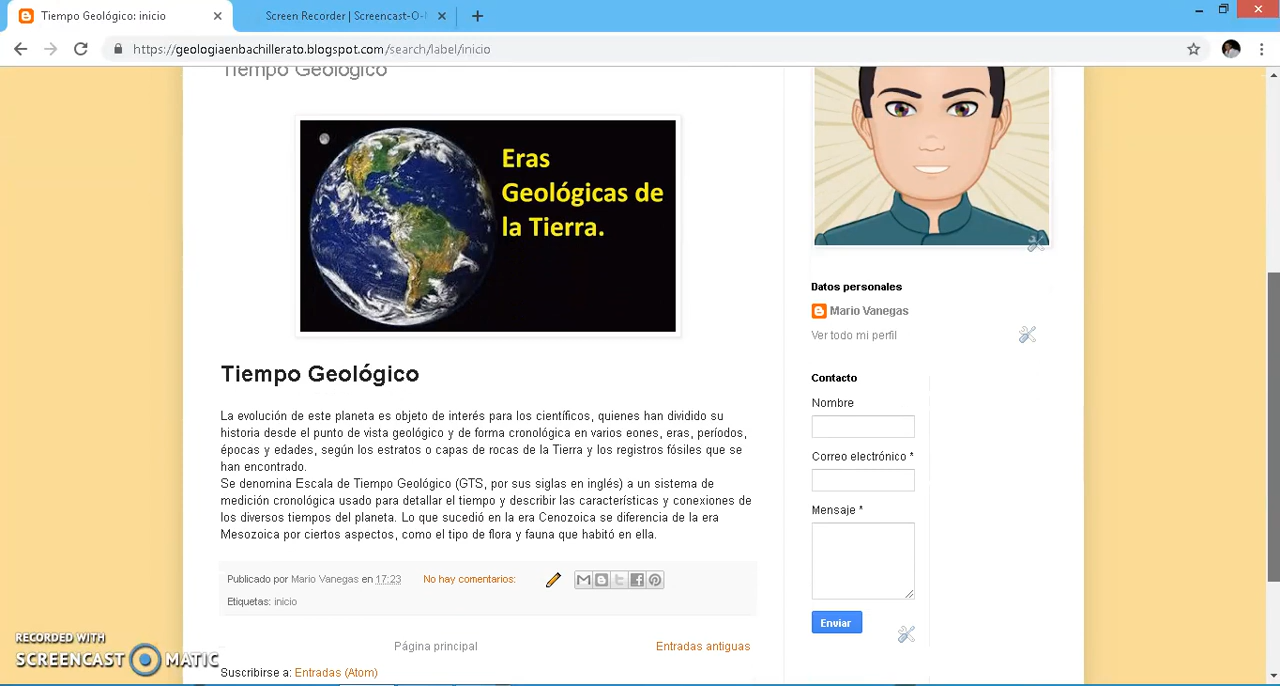 Tiempo Geológico: inicio
Screen Recorder | Screencast-O-
https://geologiaenbachillerato.blogspot.com/search/label/inicio
Tiempo Geológico
Eras
Geológicas de
la Tierra.
Tiempo Geológico
La evolución de este planeta es objeto de interés para los científicos, quienes han dividido su
historia desde el punto de vista geológico y de forma cronológica en varios eones, eras, períodos,
épocas y edades, según los estratos o capas de rocas de la Tierra y los registros fósiles que se
han encontrado.
Se denomina Escala de Tiempo Geológico (GTS, por sus siglas en inglés) a un sistema de
medición cronológica usado para detallar el tiempo y describir las características y conexiones de
los diversos tiempos del planeta. Lo que sucedió en la era Cenozoica se diferencia de la era
Mesozoica por ciertos aspectos, como el tipo de flora y fauna que habitó en ella.
Publicado por Mario Vanegas en 17:23 No hay comentarios:
Etiquetas: inicio
Página principal
Entradas antiguas
Suscribirse a: Entradas (Atom)
Datos personales
Mario Vanegas
Ver todo mi perfil
Contacto
Nombre
Correo electrónico *
Mensaje *
Enviar
RECORDED WITH
SCREENCAST MATIC